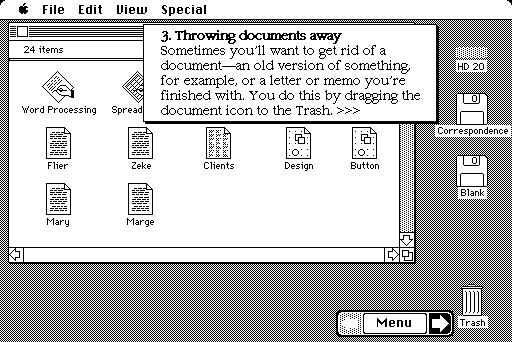 File Edit View Special
3. Throwing documents away
Sometimes you'll want to get rid of a
document—an old version of something,
for example, or a letter or memo you're
finished with. You do this by dragging the
document icon to the Trash. >>>
24 items
HD 20
Word Processing
Correspondence
Flier
Zeke
Clients
Design
Button
Blank
Mary
Marge
Menu
Trash